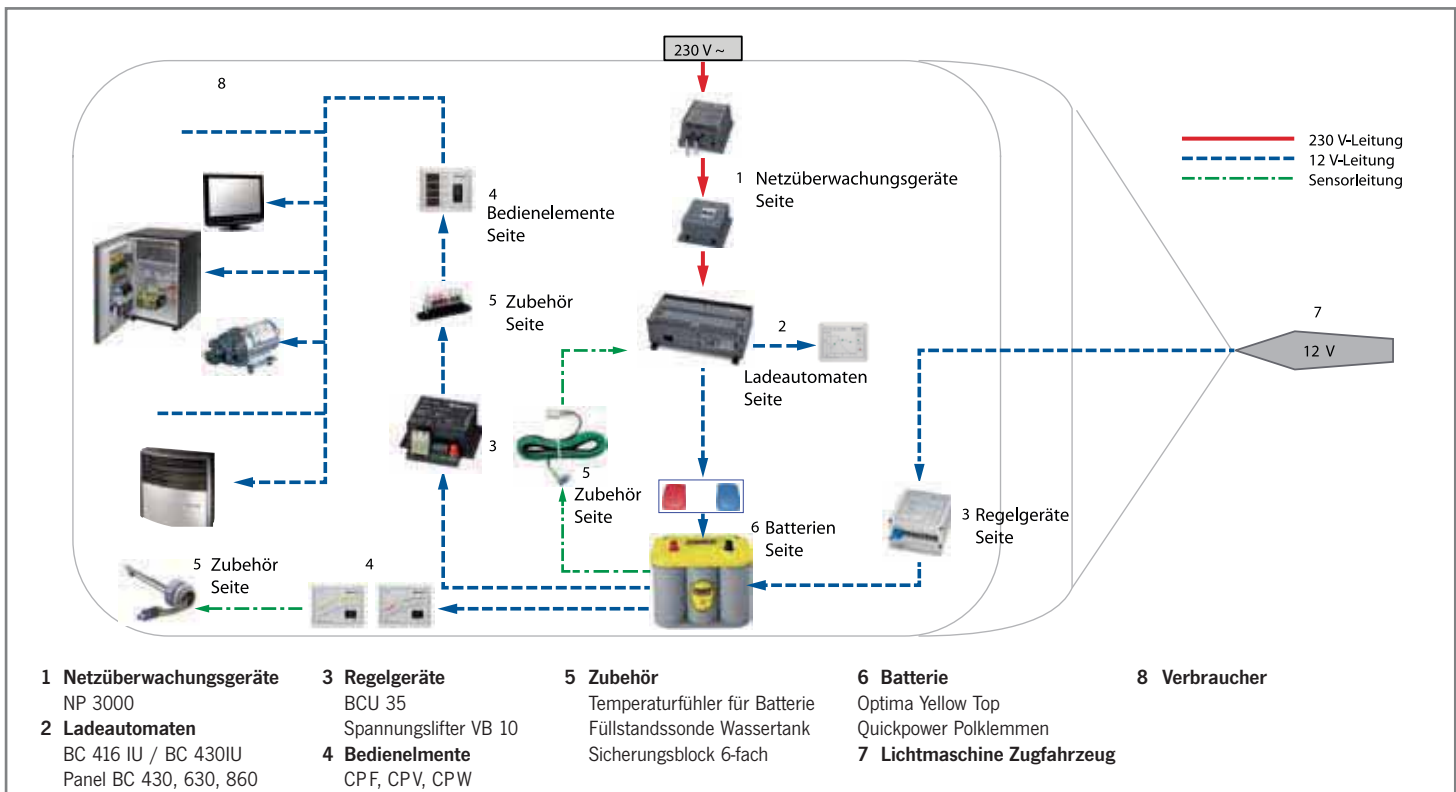 230 V ~
8
230 V-Leitung
12 V-Leitung
Sensorleitung
1 Netzüberwachungsgeräte
Seite
4
Bedienelemente
Seite
5 Zubehör
Seite
2
Ladeautomaten
Seite
7
12 V
3
5
Zubehör
Seite
6 Batterien
Seite
3 Regelgeräte
Seite
5 Zubehör
Seite
4
1 Netzüberwachungsgeräte
NP 3000
2 Ladeautomaten
BC 416 IU / BC 430IU
Panel BC 430, 630, 860
3 Regelgeräte
BCU 35
Spannungslifter VB 10
4 Bedienelmente
CP F, CP V, CP W
5 Zubehör
Temperaturfühler für Batterie
Füllstandssonde Wassertank
Sicherungsblock 6-fach
6 Batterie
Optima Yellow Top
Quickpower Polklemmen
7 Lichtmaschine Zugfahrzeug
8 Verbraucher